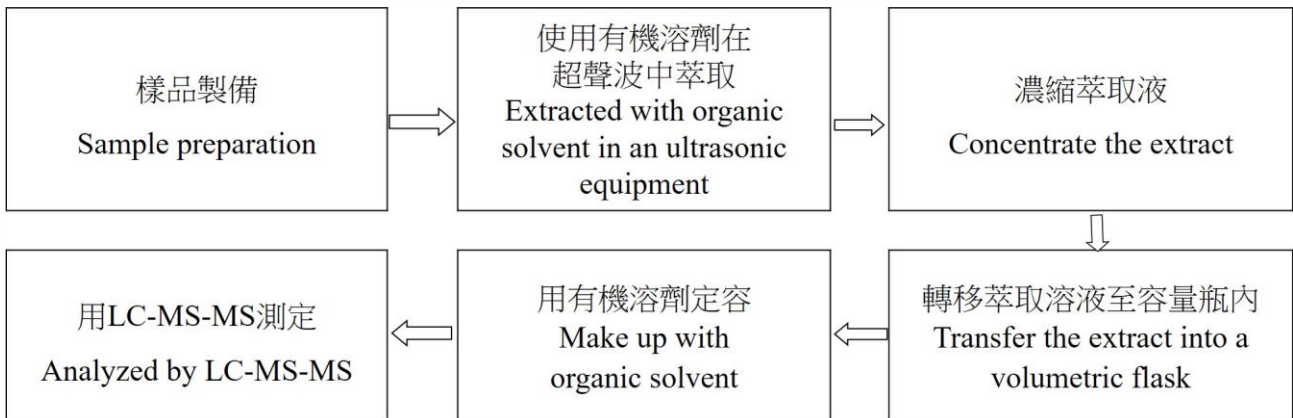 樣品製備
Sample preparation
使用有機溶劑在
超聲波中萃取
Extracted with organic
solvent in an ultrasonic
equipment
濃縮萃取液
Concentrate the extract
轉移萃取溶液至容量瓶內
Transfer the extract into a
volumetric flask
用有機溶劑定容
Make up with
organic solvent
用LC-MS-MS測定
Analyzed by LC-MS-MS